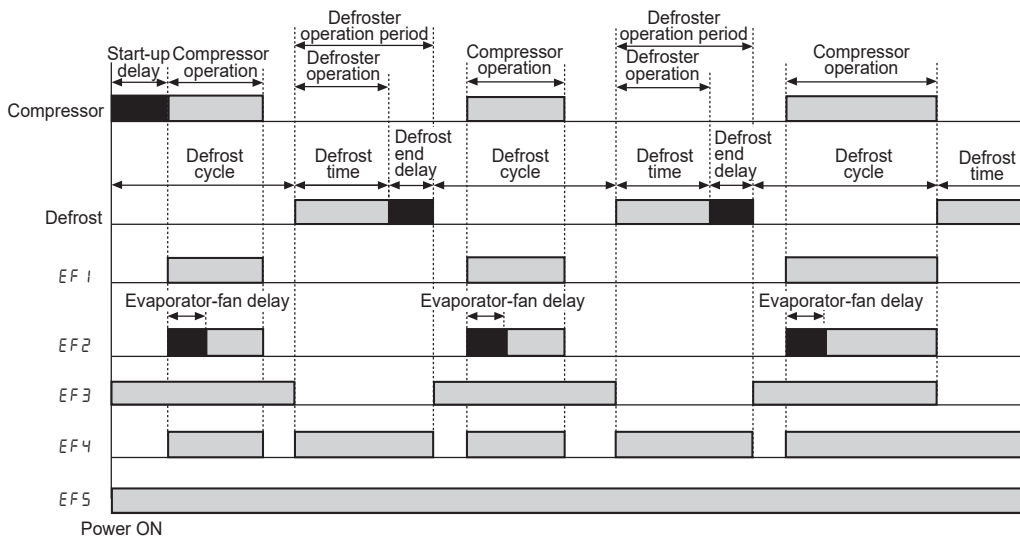 Defroster
operation period
Defroster
operation period
Start-up
delay
Compressor
operation
Defroster
operation
Compressor
operation
Defroster
operation
Compressor
operation
Compressor
Defrost
cycle
Defrost
time
Defrost
end
delay
Defrost
cycle
Defrost
time
Defrost
end
delay
Defrost
cycle
Defrost
time
Defrost
EF1
Evaporator-fan delay
Evaporator-fan delay
Evaporator-fan delay
EF2
EF3
EF4
EF5
Power ON